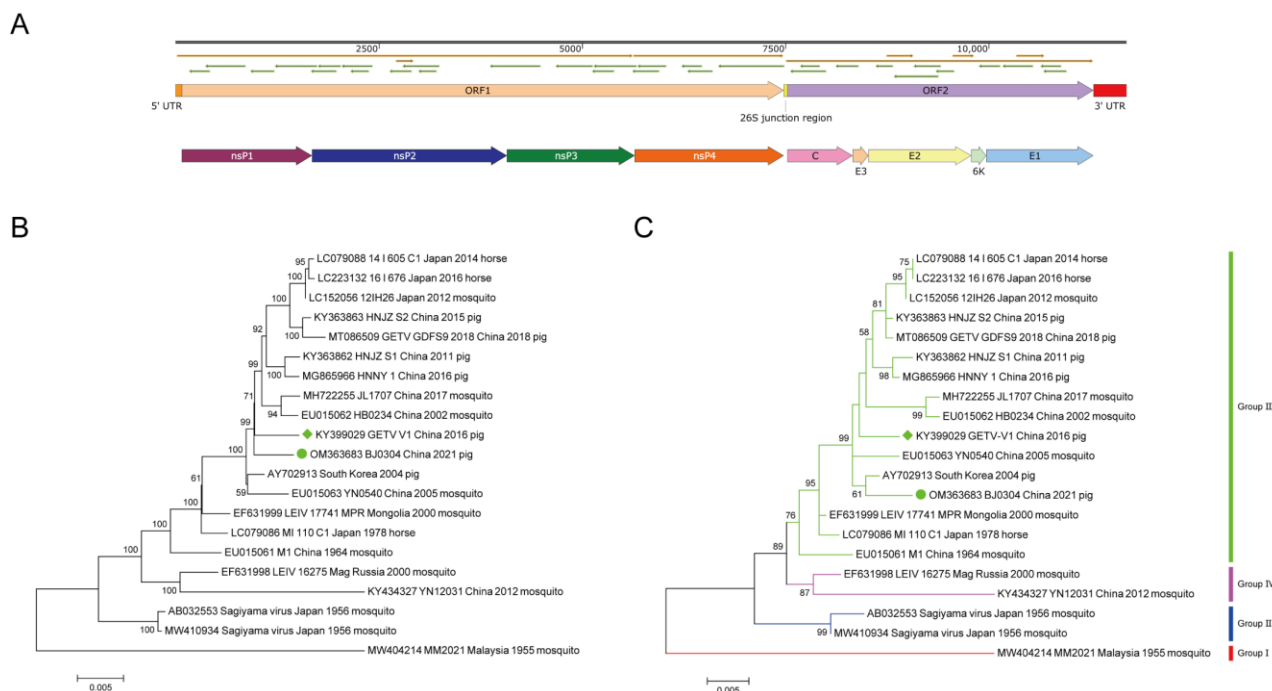 A
2500
5000
7500
10,000
ORF1
ORF2
5' UTR
26S junction region
3' UTR
nsP1
nsP2
nsP3
nsP4
C
E2
E1
E3
6K
B
95
LC079088 14 I 605 C1 Japan 2014 horse
100
LC223132 16 I 676 Japan 2016 horse
100
LC152056 12IH26 Japan 2012 mosquito
KY363863 HNJZ S2 China 2015 pig
92
100
MT086509 GETV GDFS9 2018 China 2018 pig
KY363862 HNJZ S1 China 2011 pig
99
100
MG865966 HNNY 1 China 2016 pig
71
MH722255 JL1707 China 2017 mosquito
94
EU015062 HB0234 China 2002 mosquito
99
KY399029 GETV V1 China 2016 pig
100
OM363683 BJ0304 China 2021 pig
61
AY702913 South Korea 2004 pig
59
EU015063 YN0540 China 2005 mosquito
100
EF631999 LEIV 17741 MPR Mongolia 2000 mosquito
LC079086 MI 110 C1 Japan 1978 horse
100
100
EU015061 M1 China 1964 mosquito
EF631998 LEIV 16275 Mag Russia 2000 mosquito
100
KY434327 YN12031 China 2012 mosquito
AB032553 Sagiyama virus Japan 1956 mosquito
100
MW410934 Sagiyama virus Japan 1956 mosquito
MW404214 MM2021 Malaysia 1955 mosquito
0.005
C
75
LC079088 14 I 605 C1 Japan 2014 horse
95
LC223132 16 I 676 Japan 2016 horse
81
LC152056 12IH26 Japan 2012 mosquito
KY363863 HNJZ S2 China 2015 pig
58
MT086509 GETV GDFS9 2018 China 2018 pig
KY363862 HNJZ S1 China 2011 pig
98
MG865966 HNNY 1 China 2016 pig
MH722255 JL1707 China 2017 mosquito
99
EU015062 HB0234 China 2002 mosquito
99
KY399029 GETV-V1 China 2016 pig
EU015063 YN0540 China 2005 mosquito
95
AY702913 South Korea 2004 pig
61
OM363683 BJ0304 China 2021 pig
76
EF631999 LEIV 17741 MPR Mongolia 2000 mosquito
LC079086 MI 110 C1 Japan 1978 horse
89
EU015061 M1 China 1964 mosquito
EF631998 LEIV 16275 Mag Russia 2000 mosquito
87
KY434327 YN12031 China 2012 mosquito
AB032553 Sagiyama virus Japan 1956 mosquito
99
MW410934 Sagiyama virus Japan 1956 mosquito
MW404214 MM2021 Malaysia 1955 mosquito
0.005
Group IV
Group II
Group I